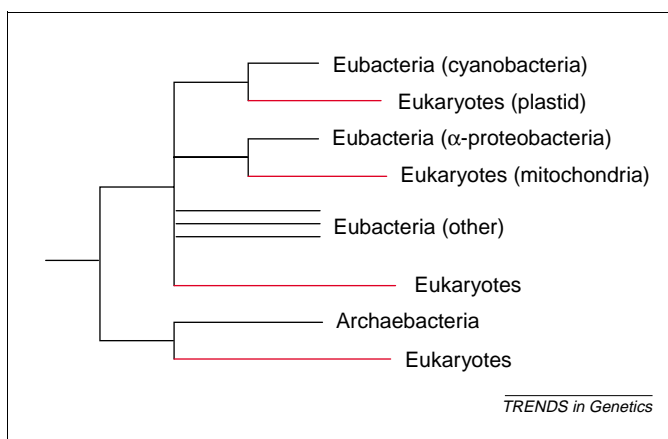 Eubacteria (cyanobacteria)
Eukaryotes (plastid)
Eubacteria (α-proteobacteria)
Eukaryotes (mitochondria)
Eubacteria (other)
Eukaryotes
Archaebacteria
Eukaryotes
TRENDS in Genetics